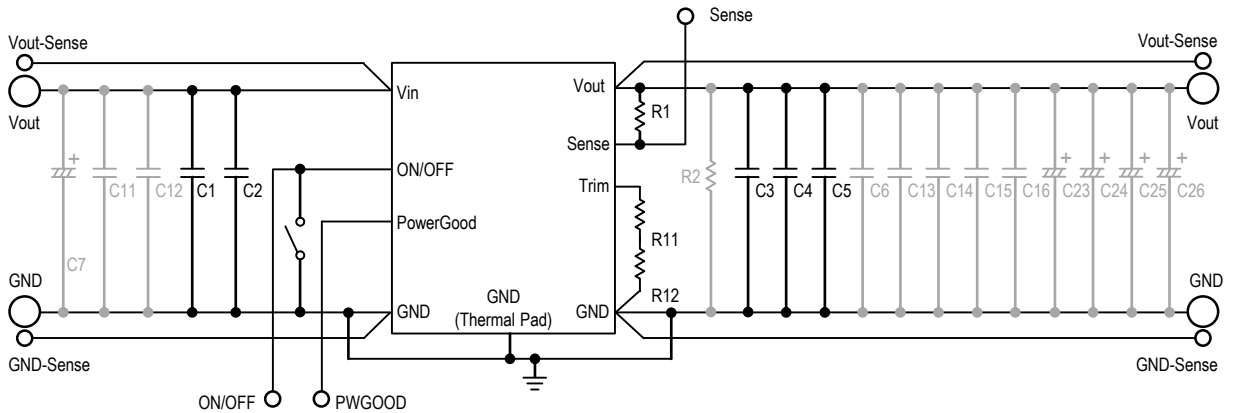 Sense
Vout-Sense
Vout-Sense
Vin
Vout
Vout
Vout
R1
+
ON/OFF
Sense
C11
C12
C1
C2
Trim
R2
C3
C4
C5
C6
C13
C14
C15
C16
+
C23
+
C24
+
C25
+
C26
PowerGood
R11
C7
GND
GND
R12
GND
GND
(Thermal Pad)
GND
GND-Sense
GND-Sense
ON/OFF
PWGOOD